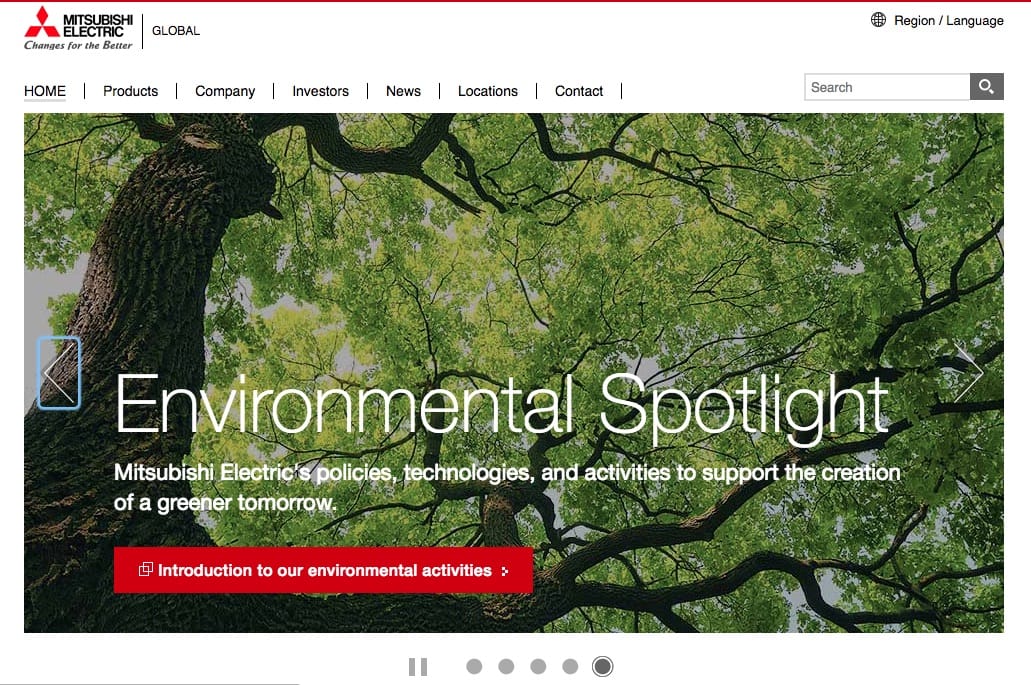 MITSUBISHI
ELECTRIC
Changes for the Better
GLOBAL
Region / Language
HOME
Products
Company
Investors
News
Locations
Contact
Search
Environmental Spotlight
Mitsubishi Electric's policies, technologies, and activities to support the creation
of a greener tomorrow.
Introduction to our environmental activities